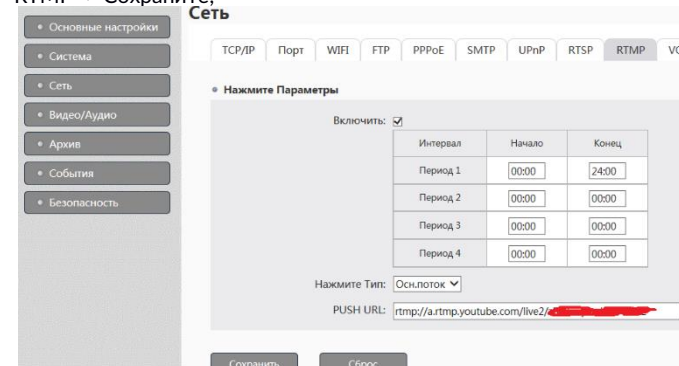 RTMP – Сохраните,
Основные настройки
Система
Сеть
Видео/Аудио
Архив
События
Безопасность
Сеть
TCP/IP Порт WIFI FTP PPPoE SMTP UPnP RTSP RTMP
Нажмите Параметры
Включить:
Интервал Начало Конец
Период 1 00:00 24:00
Период 2 00:00 00:00
Период 3 00:00 00:00
Период 4 00:00 00:00
Нажмите Тип: Осн.поток
PUSH URL: rtmp://a.rtmp.youtube.com/live2/
Сохранить Сброс